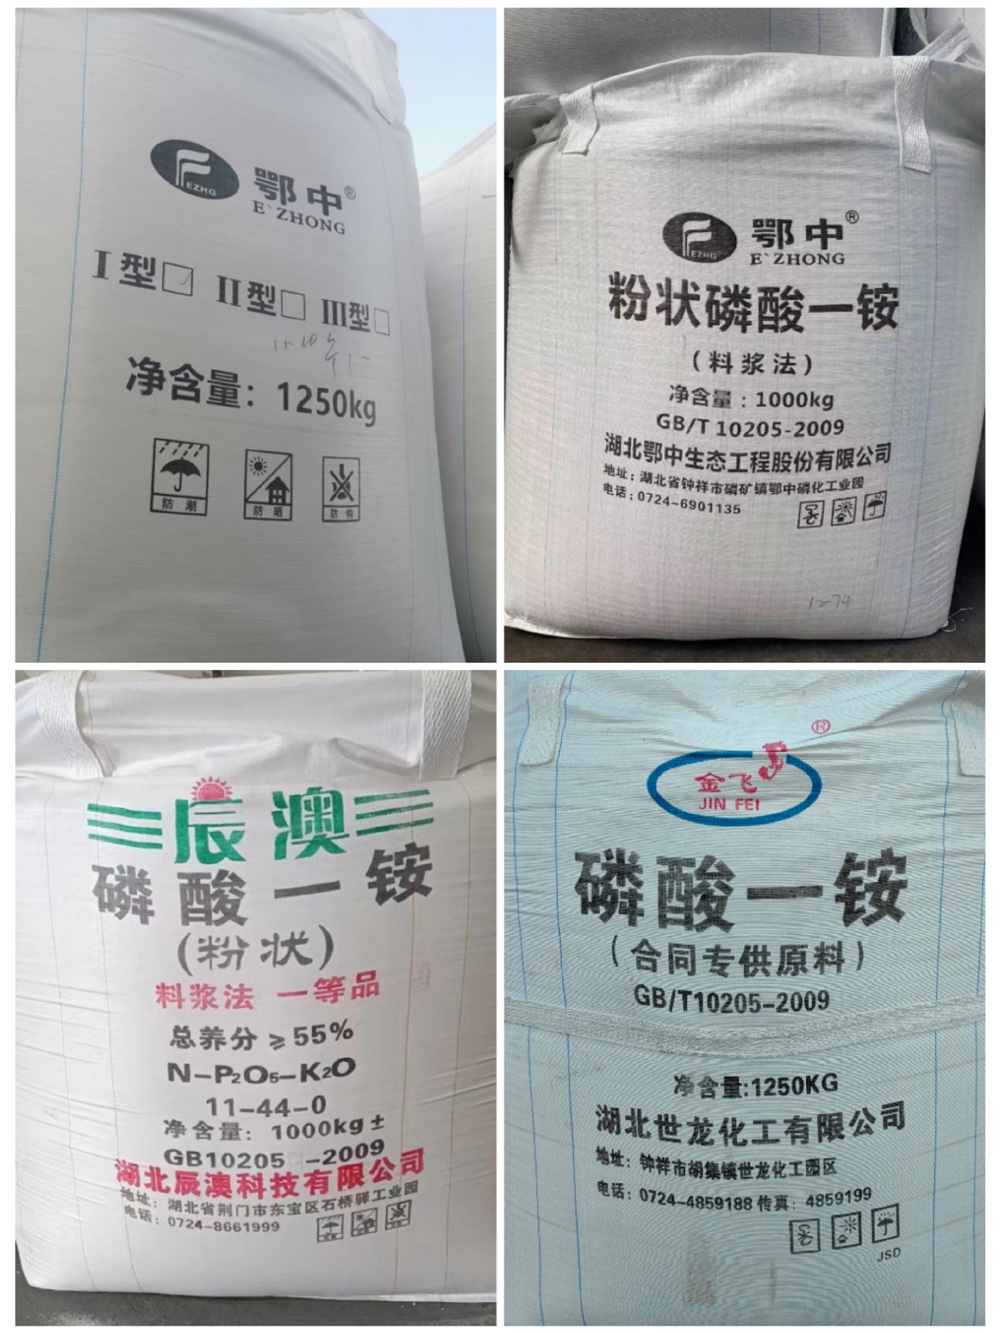 EZHG
鄂中®
E`ZHONG
I型 II型 III型
净含量：1250kg
防潮
防晒
防钩
EZHG
鄂中®
E`ZHONG
粉状磷酸一铵
（料浆法）
净含量：1000kg
GB/T 10205-2009
湖北鄂中生态工程股份有限公司
地址：湖北省钟祥市磷矿镇鄂中磷化工业园
电话：0724-6901135
12-74
辰澳
磷酸一铵
（粉状）
料浆法 一等品
总养分≥55%
N-P₂O₅-K₂O
11-44-0
净含量：1000kg±
GB10205 -2009
湖北辰澳科技有限公司
地址：湖北省荆门市东宝区石桥驿工业园
电话：0724-8661999
®
金飞
JIN FEI
磷酸一铵
（合同专供原料）
GB/T10205-2009
净含量:1250KG
湖北世龙化工有限公司
地址：钟祥市胡集镇世龙化工园区
电话：0724-4859188 传真：4859199
JSD